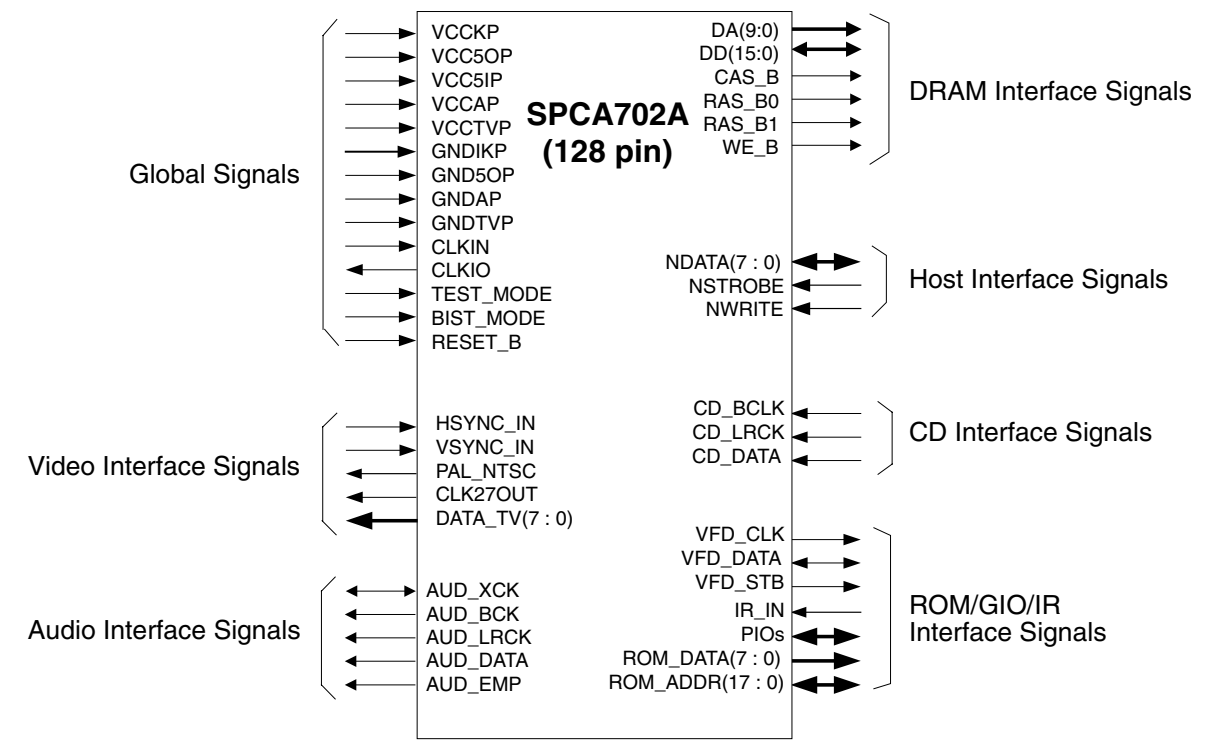 SPCA702A
(128 pin)
Global Signals
VCCKP
VCC5OP
VCC5IP
VCCAP
VCCTVP
GNDIKP
GND5OP
GNDAP
GNDTVP
CLKIN
CLKIO
TEST_MODE
BIST_MODE
RESET_B
Video Interface Signals
HSYNC_IN
VSYNC_IN
PAL_NTSC
CLK27OUT
DATA_TV(7 : 0)
Audio Interface Signals
AUD_XCK
AUD_BCK
AUD_LRCK
AUD_DATA
AUD_EMP
DA(9:0)
DD(15:0)
CAS_B
RAS_B0
RAS_B1
WE_B
DRAM Interface Signals
NDATA(7 : 0)
NSTROBE
NWRITE
Host Interface Signals
CD_BCLK
CD_LRCK
CD_DATA
CD Interface Signals
VFD_CLK
VFD_DATA
VFD_STB
IR_IN
PIOs
ROM_DATA(7 : 0)
ROM_ADDR(17 : 0)
ROM/GIO/IR
Interface Signals